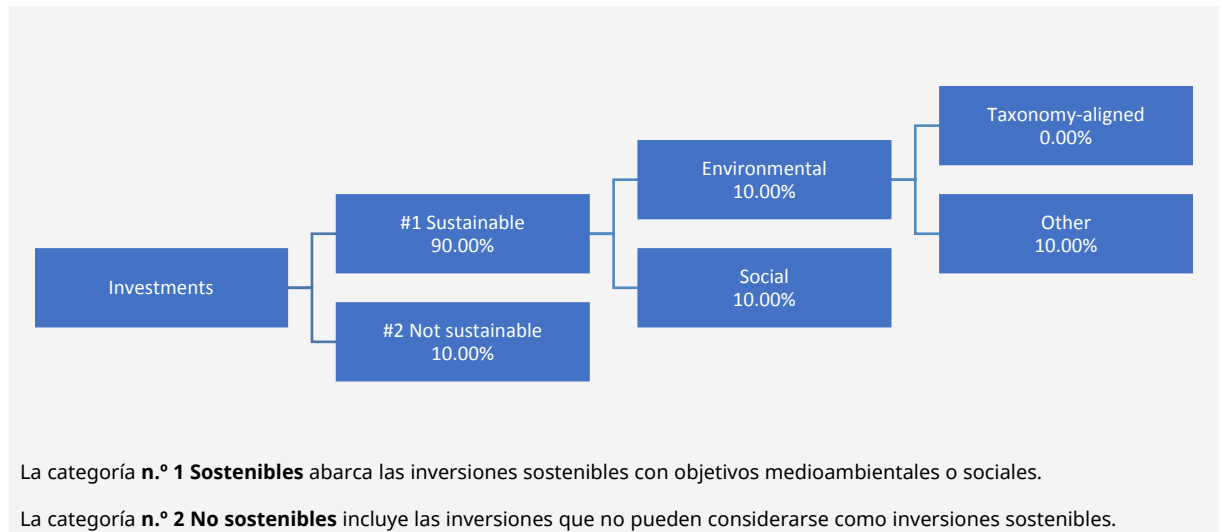 Taxonomy-aligned
0.00%
Environmental
10.00%
#1 Sustainable
90.00%
Other
10.00%
Investments
Social
10.00%
#2 Not sustainable
10.00%
La categoría n.º 1 Sostenibles abarca las inversiones sostenibles con objetivos medioambientales o sociales.
La categoría n.º 2 No sostenibles incluye las inversiones que no pueden considerarse como inversiones sostenibles.